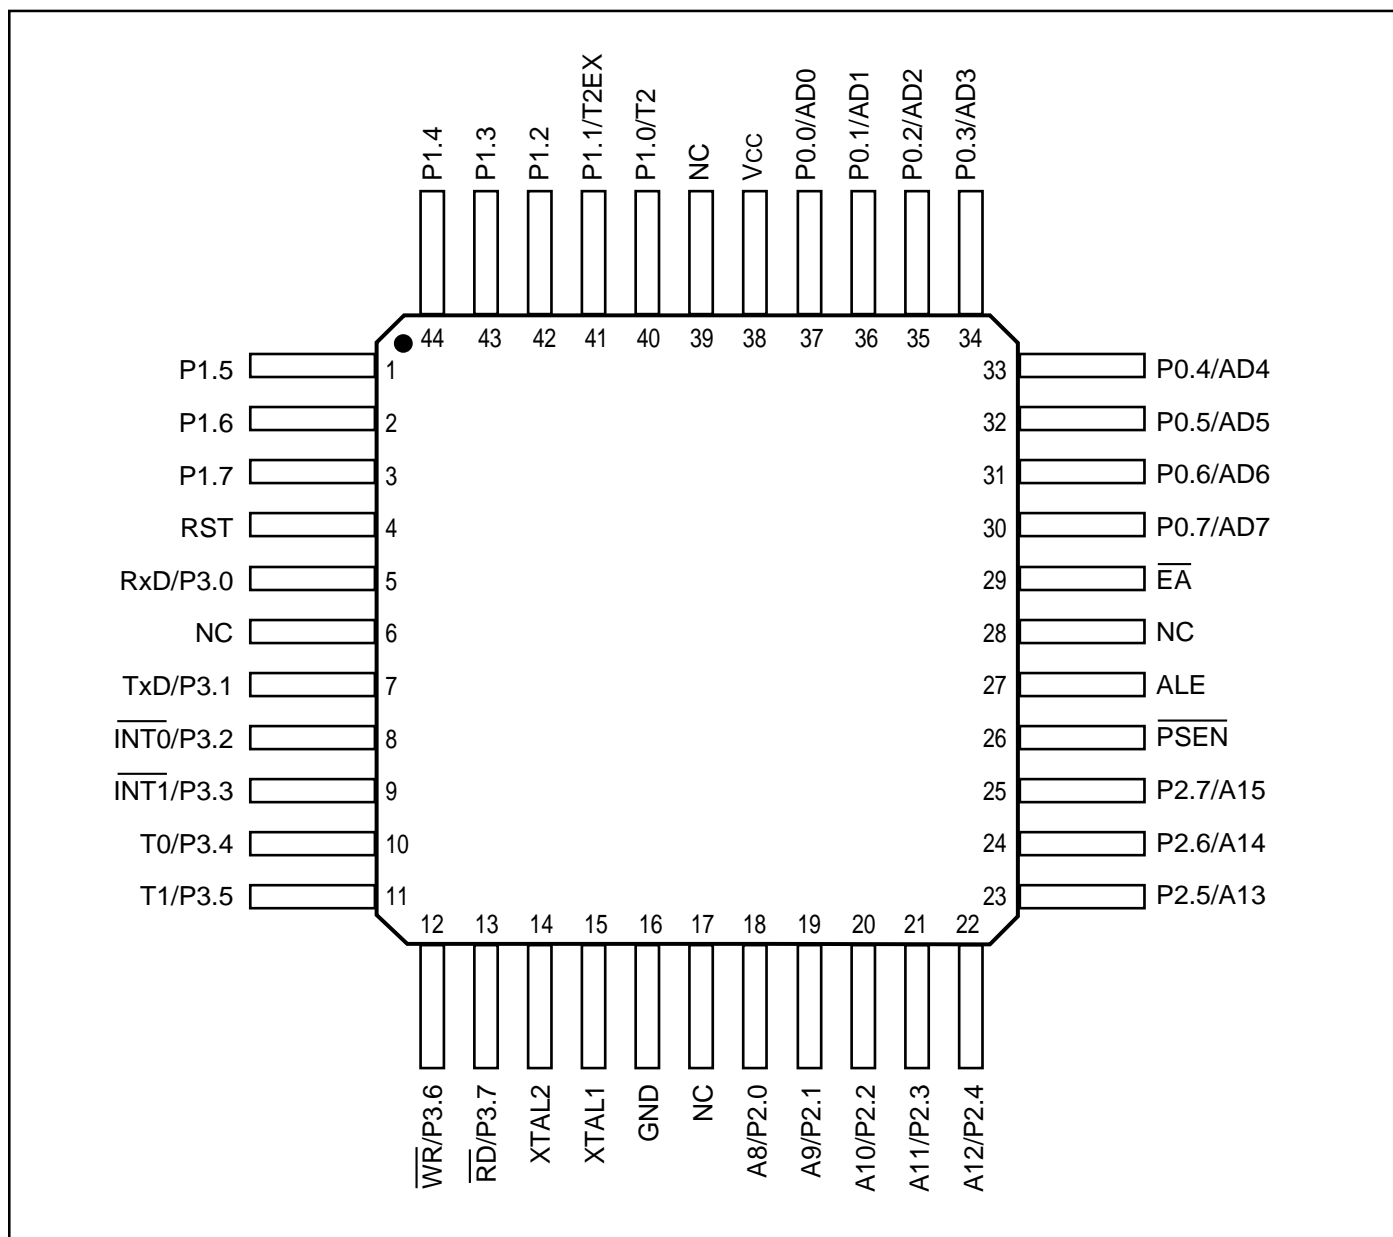 P1.4
P1.3
P1.2
P1.1/T2EX
P1.0/T2
NC
VCC
P0.0/AD0
P0.1/AD1
P0.2/AD2
P0.3/AD3
44 43 42 41 40 39 38 37 36 35 34
P1.5 1 33 P0.4/AD4
P1.6 2 32 P0.5/AD5
P1.7 3 31 P0.6/AD6
RST 4 30 P0.7/AD7
RxD/P3.0 5 29 E̅A̅
NC 6 28 NC
TxD/P3.1 7 27 ALE
I̅N̅T̅0̅/P3.2 8 26 P̅S̅E̅N̅
I̅N̅T̅1̅/P3.3 9 25 P2.7/A15
T0/P3.4 10 24 P2.6/A14
T1/P3.5 11 23 P2.5/A13
12 13 14 15 16 17 18 19 20 21 22
W̅R̅/P3.6
R̅D̅/P3.7
XTAL2
XTAL1
GND
NC
A8/P2.0
A9/P2.1
A10/P2.2
A11/P2.3
A12/P2.4